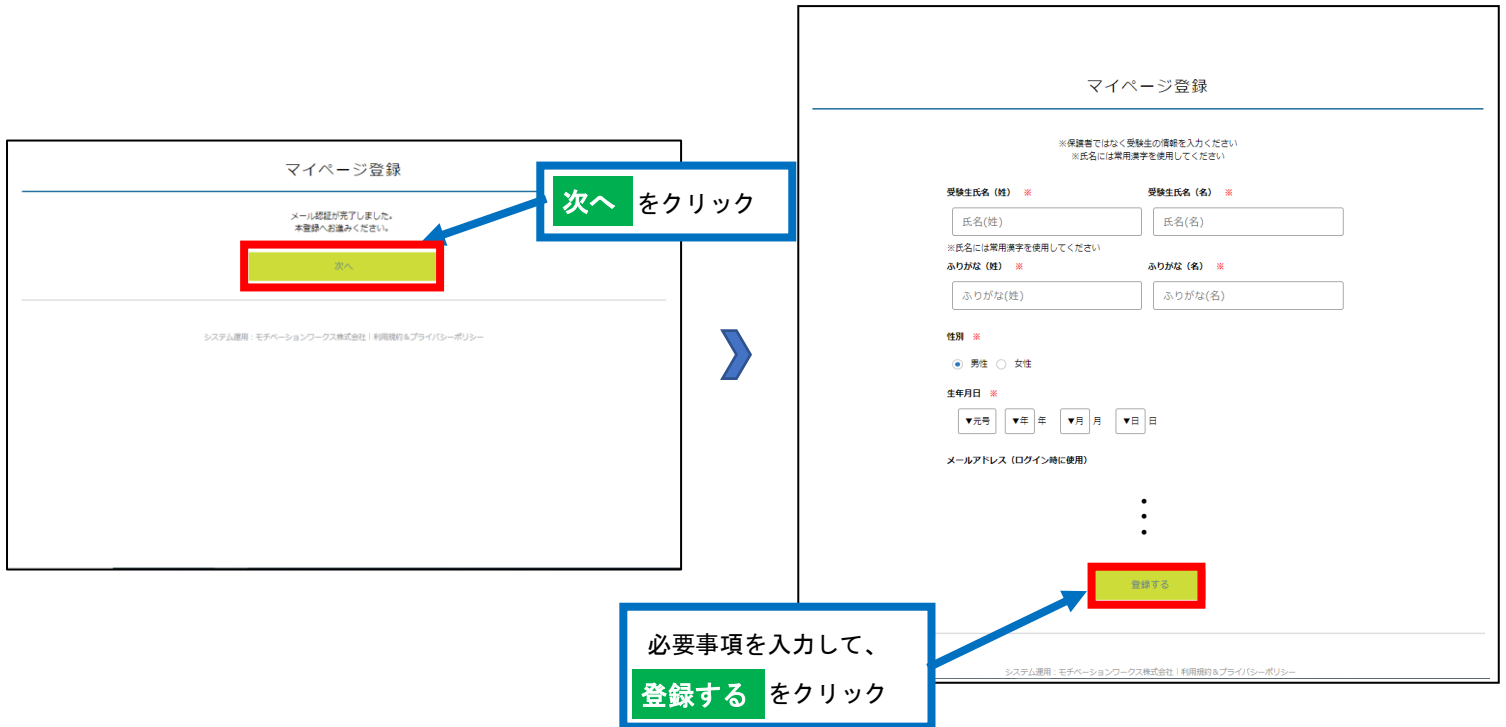 マイページ登録
メール認証が完了しました。
本登録へお進みください。
次へ
システム運用：モチベーションワークス株式会社｜利用規約＆プライバシーポリシー
次へ をクリック
マイページ登録
※保護者ではなく受験生の情報を入力ください
※氏名には常用漢字を使用してください
受験生氏名（姓） ※ 受験生氏名（名） ※
氏名(姓) 氏名(名)
※氏名には常用漢字を使用してください
ふりがな（姓） ※ ふりがな（名） ※
ふりがな(姓) ふりがな(名)
性別 ※
男性 女性
生年月日 ※
▼元号 ▼年 年 ▼月 月 ▼日 日
メールアドレス（ログイン時に使用）
登録する
システム運用：モチベーションワークス株式会社｜利用規約＆プライバシーポリシー
必要事項を入力して、
登録する をクリック